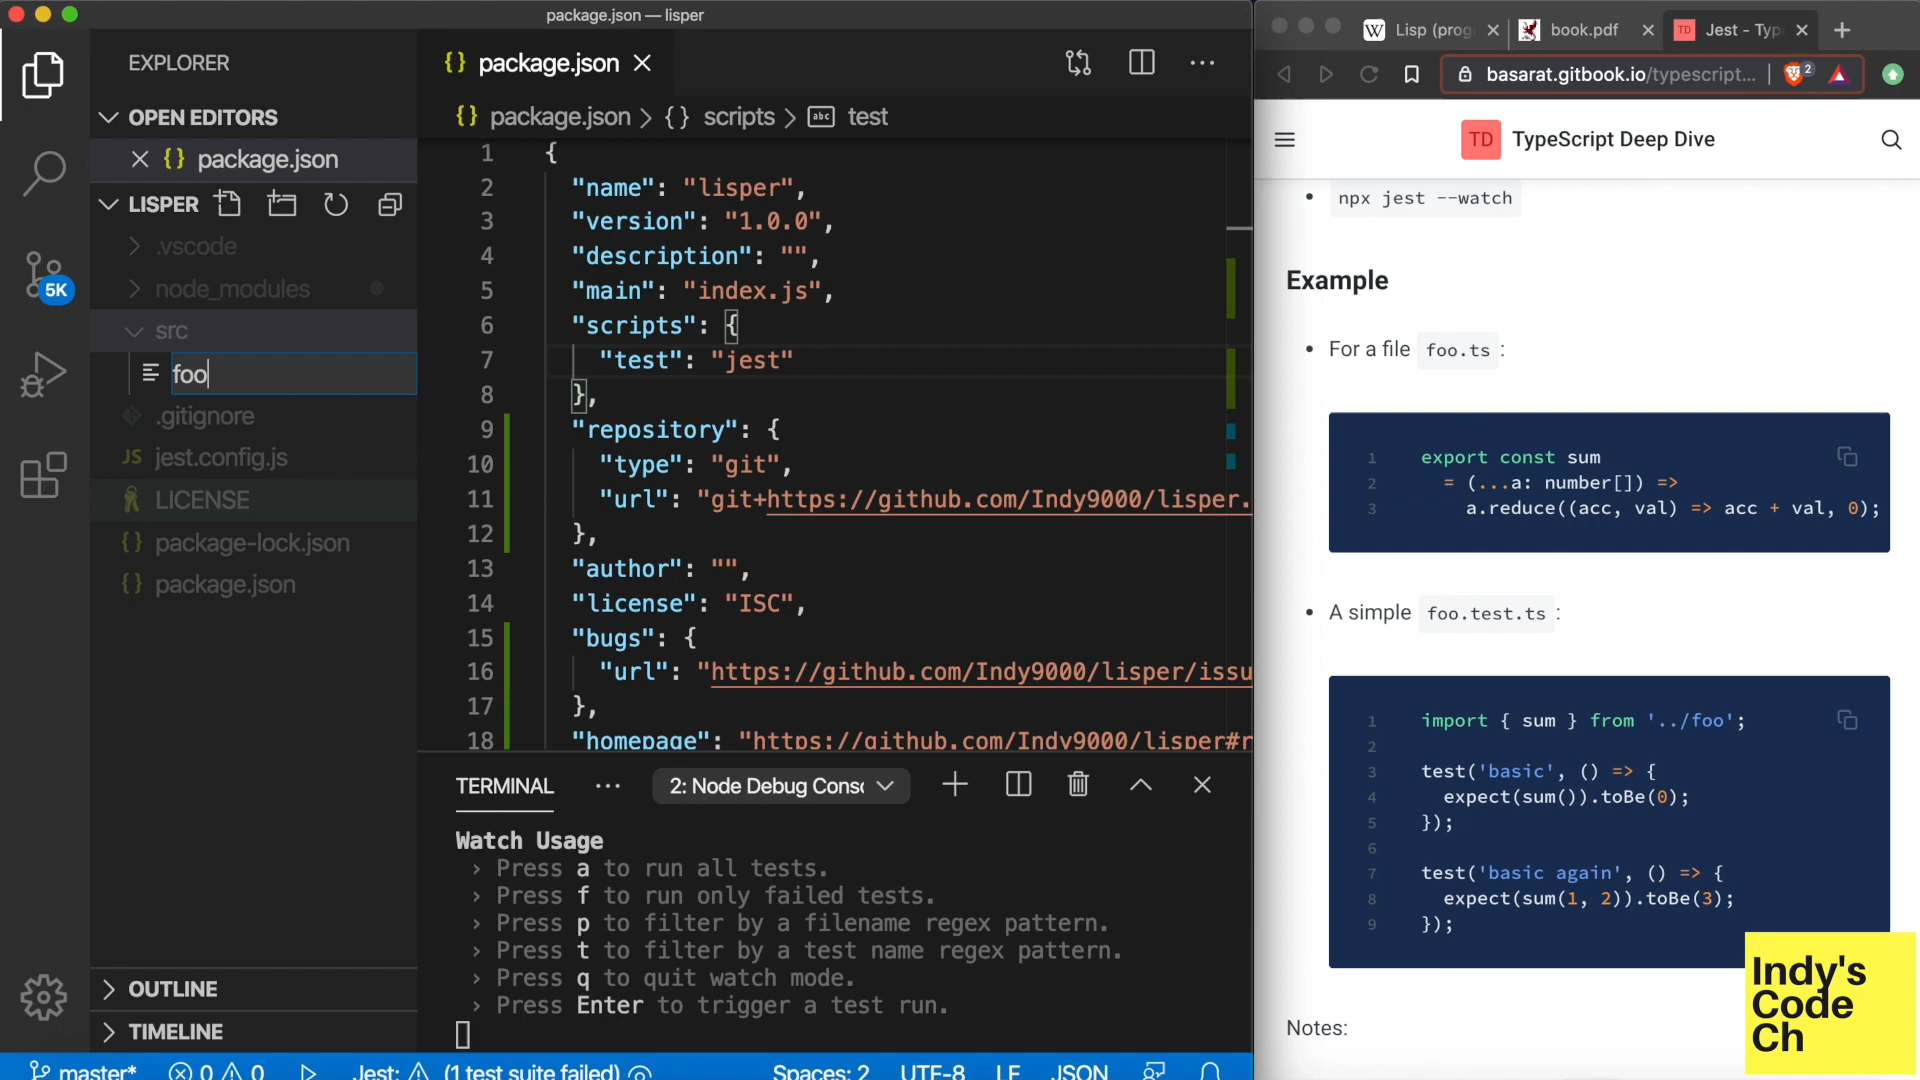 package.json — lisper
EXPLORER
OPEN EDITORS
package.json
LISPER
.vscode
node_modules
src
foo
.gitignore
JS jest.config.js
LICENSE
{} package-lock.json
{} package.json
OUTLINE
TIMELINE
5K
{} package.json
{} package.json > {} scripts > abc test
1 {
2 "name": "lisper",
3 "version": "1.0.0",
4 "description": "",
5 "main": "index.js",
6 "scripts": {
7 "test": "jest"
8 },
9 "repository": {
10 "type": "git",
11 "url": "git+https://github.com/Indy9000/lisper.
12 },
13 "author": "",
14 "license": "ISC",
15 "bugs": {
16 "url": "https://github.com/Indy9000/lisper/issu
17 },
18 "homepage": "https://github.com/Indy9000/lisper#r
TERMINAL ... 2: Node Debug Consc
Watch Usage
› Press a to run all tests.
› Press f to run only failed tests.
› Press p to filter by a filename regex pattern.
› Press t to filter by a test name regex pattern.
› Press q to quit watch mode.
› Press Enter to trigger a test run.
master* 0 0 Jest: (1 test suite failed) Spaces: 2 UTF-8 LF JSON
W Lisp (prog
book.pdf
TD Jest - Typ
basarat.gitbook.io/typescript...
2
TD TypeScript Deep Dive
• npx jest --watch
Example
• For a file foo.ts :
1 export const sum
2 = (...a: number[]) =>
3 a.reduce((acc, val) => acc + val, 0);
• A simple foo.test.ts :
1 import { sum } from '../foo';
2
3 test('basic', () => {
4 expect(sum()).toBe(0);
5 });
6
7 test('basic again', () => {
8 expect(sum(1, 2)).toBe(3);
9 });
Notes:
Indy's
Code
Ch